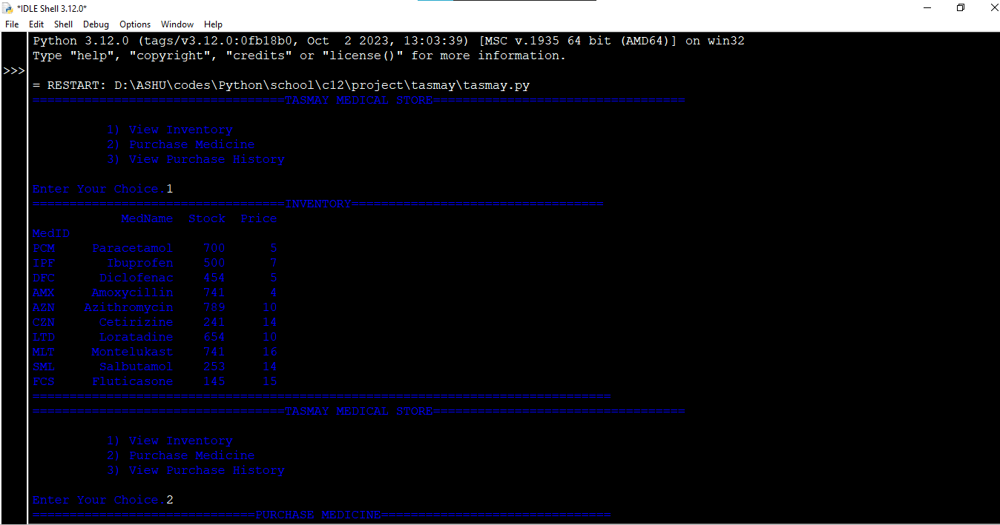 *IDLE Shell 3.12.0*
File Edit Shell Debug Options Window Help
Python 3.12.0 (tags/v3.12.0:0fb18b0, Oct  2 2023, 13:03:39) [MSC v.1935 64 bit (AMD64)] on win32
Type "help", "copyright", "credits" or "license()" for more information.
>>>
= RESTART: D:\ASHU\codes\Python\school\c12\project\tasmay\tasmay.py
==================================TASMAY MEDICAL STORE==================================
1) View Inventory
2) Purchase Medicine
3) View Purchase History
Enter Your Choice.1
==================================INVENTORY==================================
MedName  Stock  Price
MedID
PCM     Paracetamol    700      5
IPF       Ibuprofen    500      7
DFC      Diclofenac    454      5
AMX     Amoxycillin    741      4
AZN    Azithromycin    789     10
CZN      Cetirizine    241     14
LTD      Loratadine    654     10
MLT     Montelukast    741     16
SML      Salbutamol    253     14
FCS     Fluticasone    145     15
==============================================================================
==================================TASMAY MEDICAL STORE==================================
1) View Inventory
2) Purchase Medicine
3) View Purchase History
Enter Your Choice.2
==============================PURCHASE MEDICINE===============================